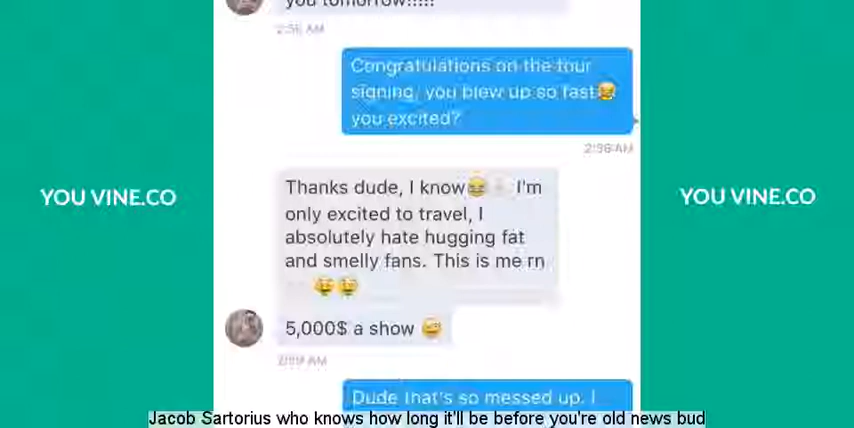 you tomorrow!!!!!
2:56 AM
Congratulations on the tour
signing, you blew up so fast😂
you excited?
2:58 AM
Thanks dude, I know😂 I'm
only excited to travel, I
absolutely hate hugging fat
and smelly fans. This is me rn
🤑🤑
5,000$ a show 😜
2:59 AM
Dude that's so messed up. I
YOU VINE.CO
YOU VINE.CO
Jacob Sartorius who knows how long it'll be before you're old news bud